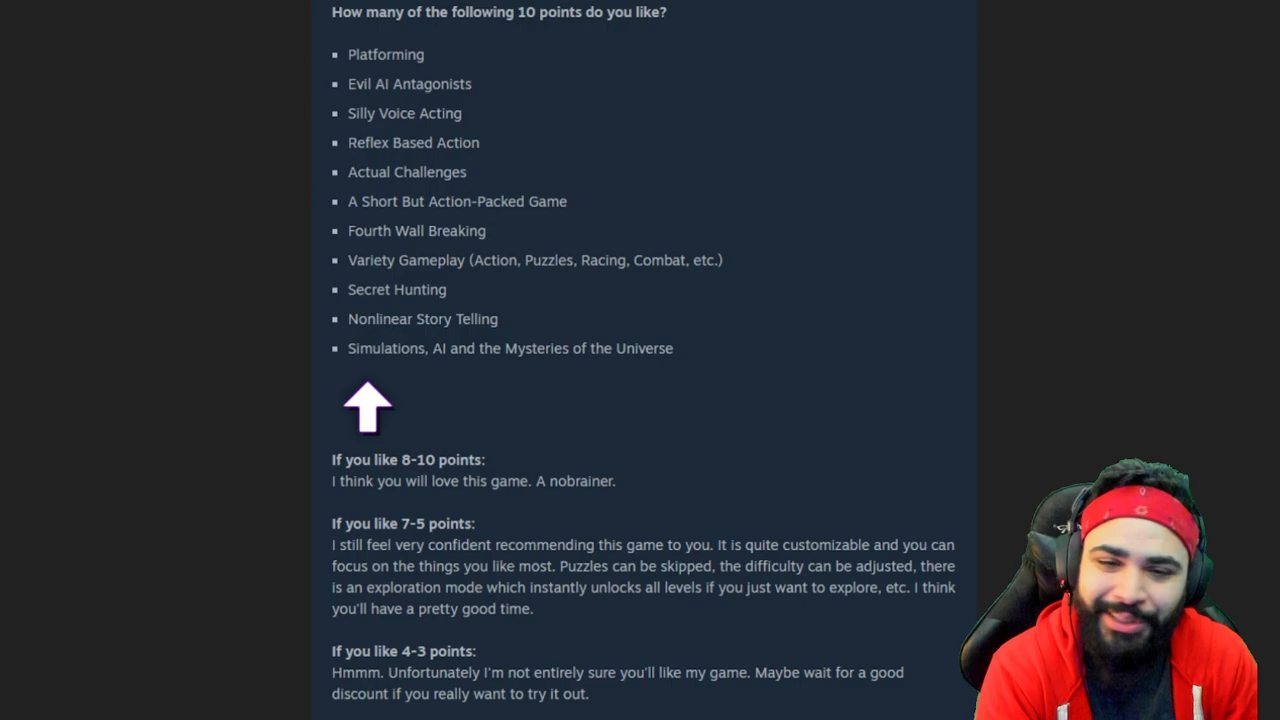 How many of the following 10 points do you like?
Platforming
Evil AI Antagonists
Silly Voice Acting
Reflex Based Action
Actual Challenges
A Short But Action-Packed Game
Fourth Wall Breaking
Variety Gameplay (Action, Puzzles, Racing, Combat, etc.)
Secret Hunting
Nonlinear Story Telling
Simulations, AI and the Mysteries of the Universe
If you like 8-10 points:
I think you will love this game. A nobrainer.
If you like 7-5 points:
I still feel very confident recommending this game to you. It is quite customizable and you can
focus on the things you like most. Puzzles can be skipped, the difficulty can be adjusted, there
is an exploration mode which instantly unlocks all levels if you just want to explore, etc. I think
you'll have a pretty good time.
If you like 4-3 points:
Hmmm. Unfortunately I'm not entirely sure you'll like my game. Maybe wait for a good
discount if you really want to try it out.